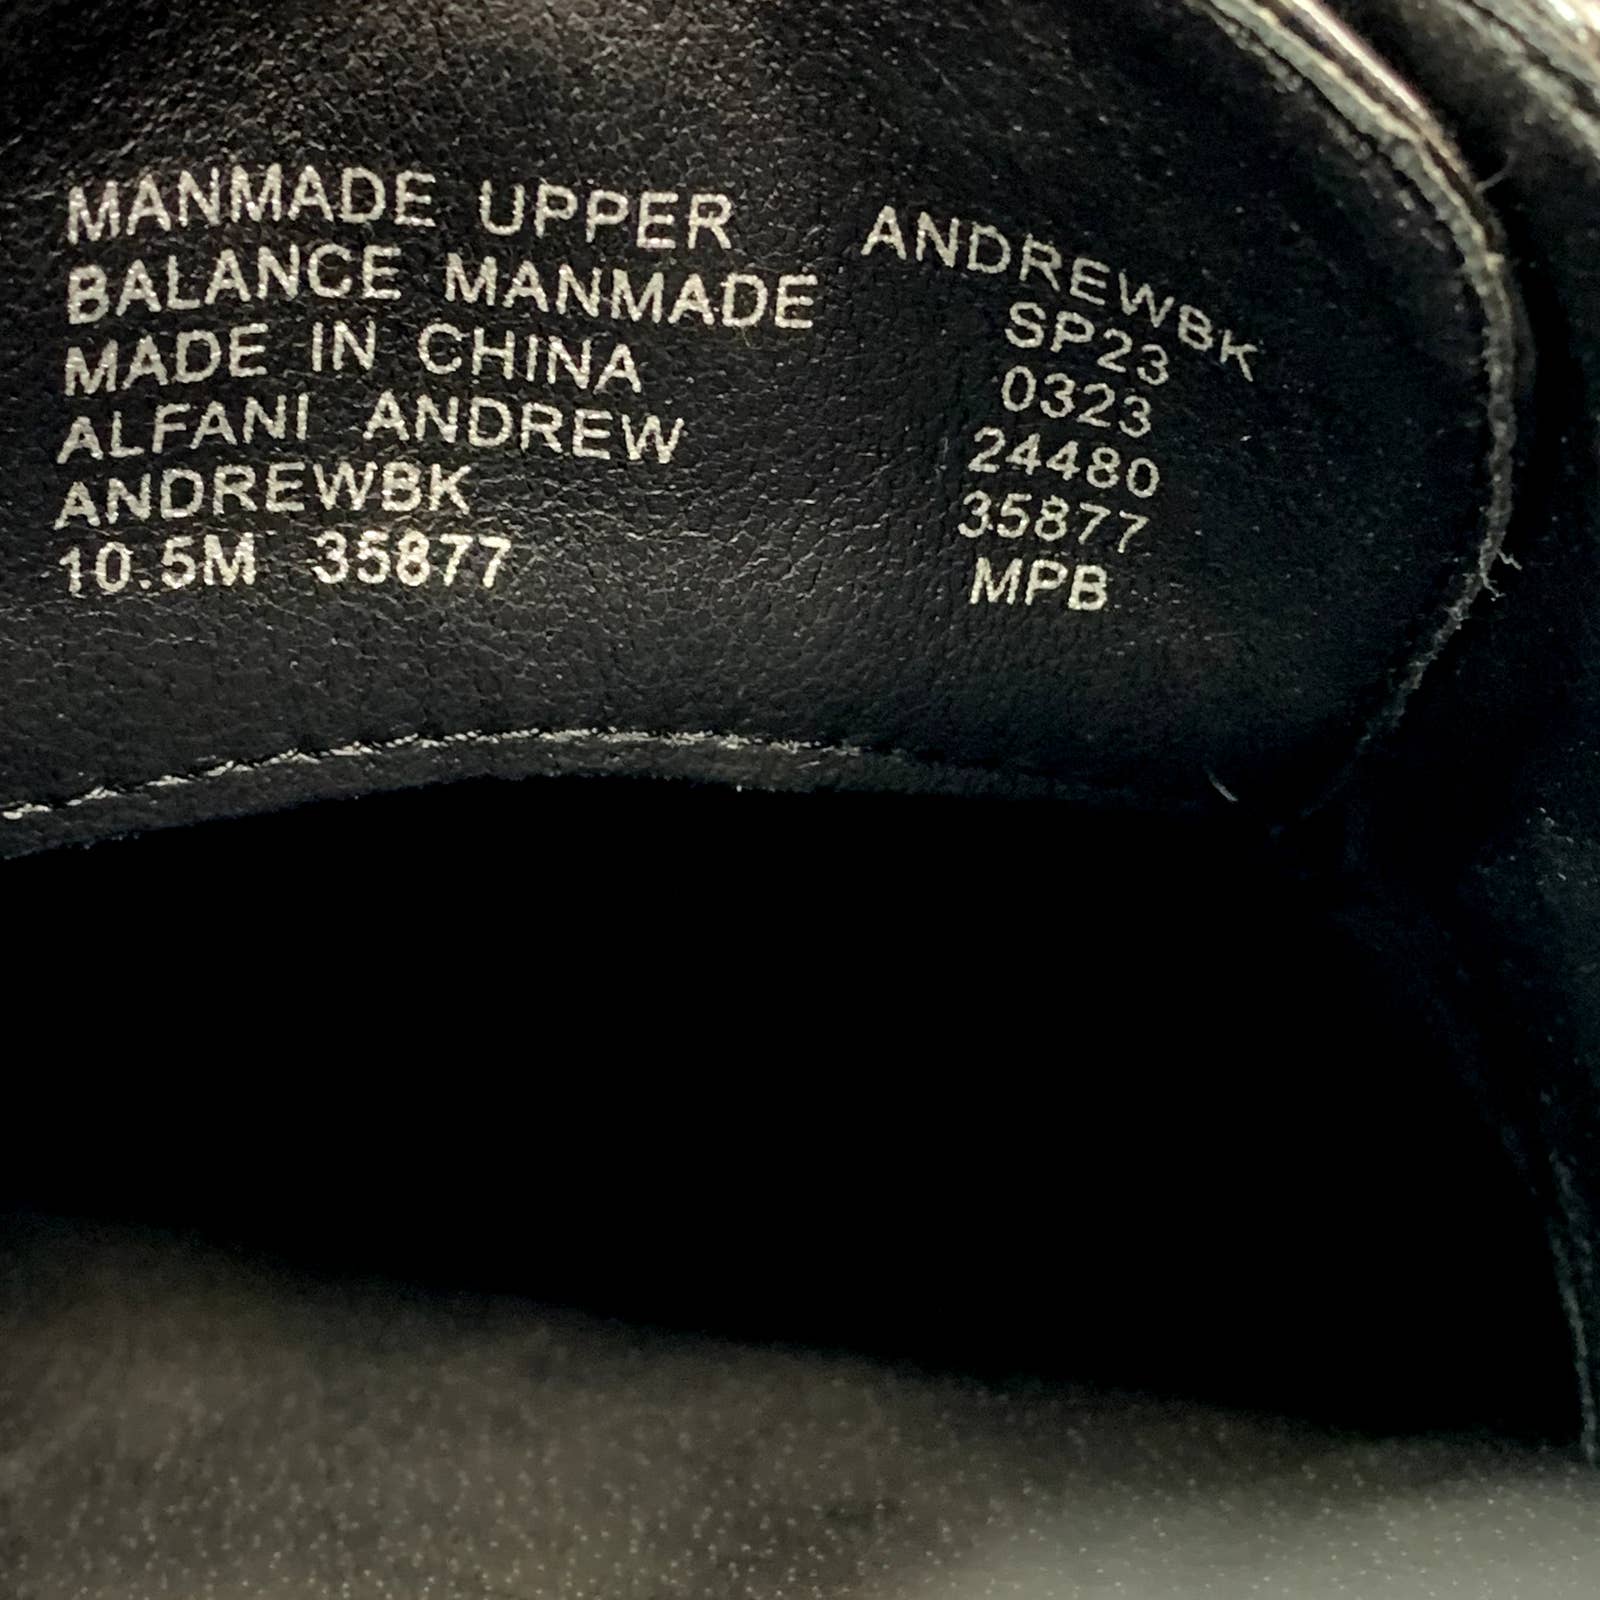 MANMADE UPPER
BALANCE MANMADE
MADE IN CHINA
ALFANI ANDREW
ANDREWBK
10.5M 35877
ANDREWBK
SP23
0323
24480
35877
MPB